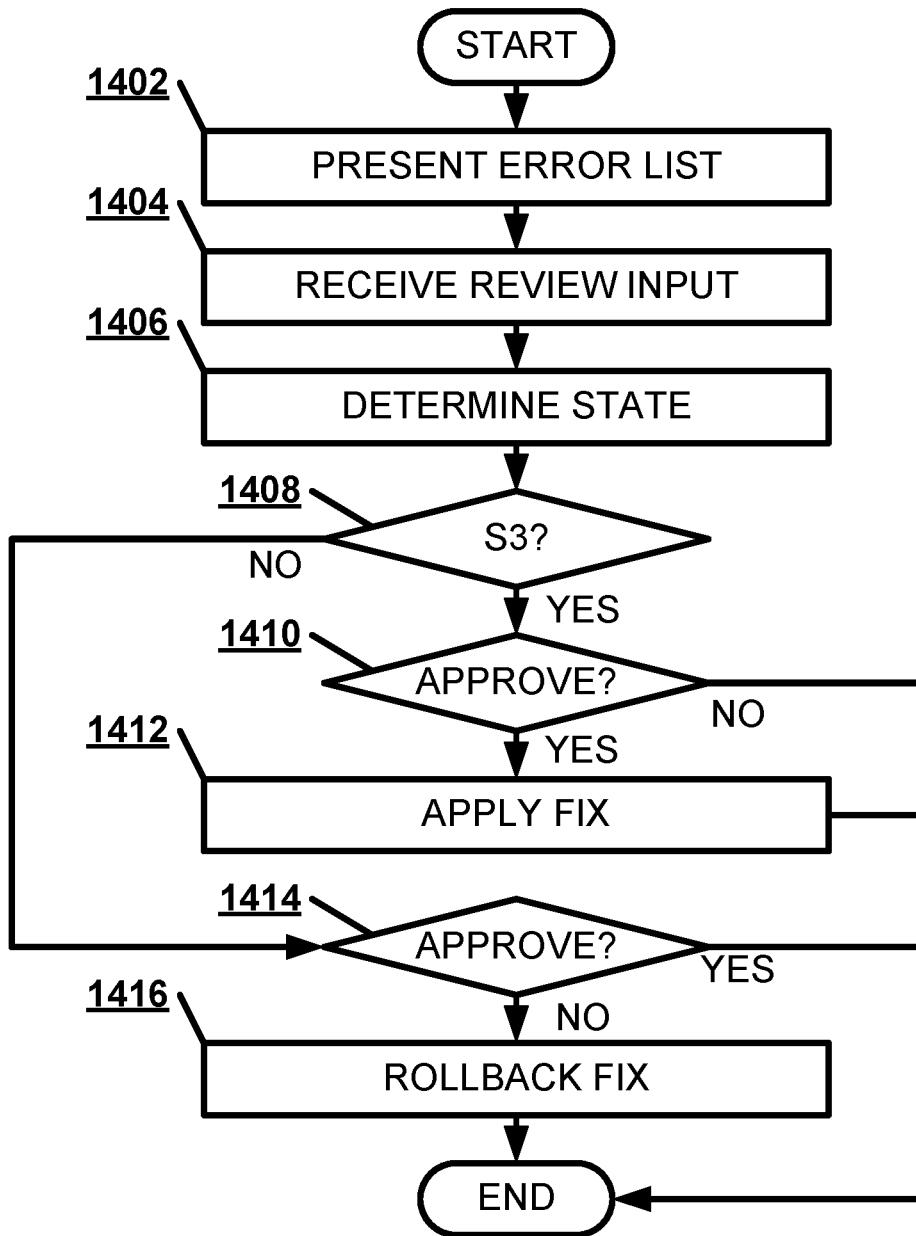 START
1402
PRESENT ERROR LIST
1404
RECEIVE REVIEW INPUT
1406
DETERMINE STATE
1408
S3?
NO
YES
1410
APPROVE?
NO
YES
1412
APPLY FIX
1414
APPROVE?
YES
NO
1416
ROLLBACK FIX
END